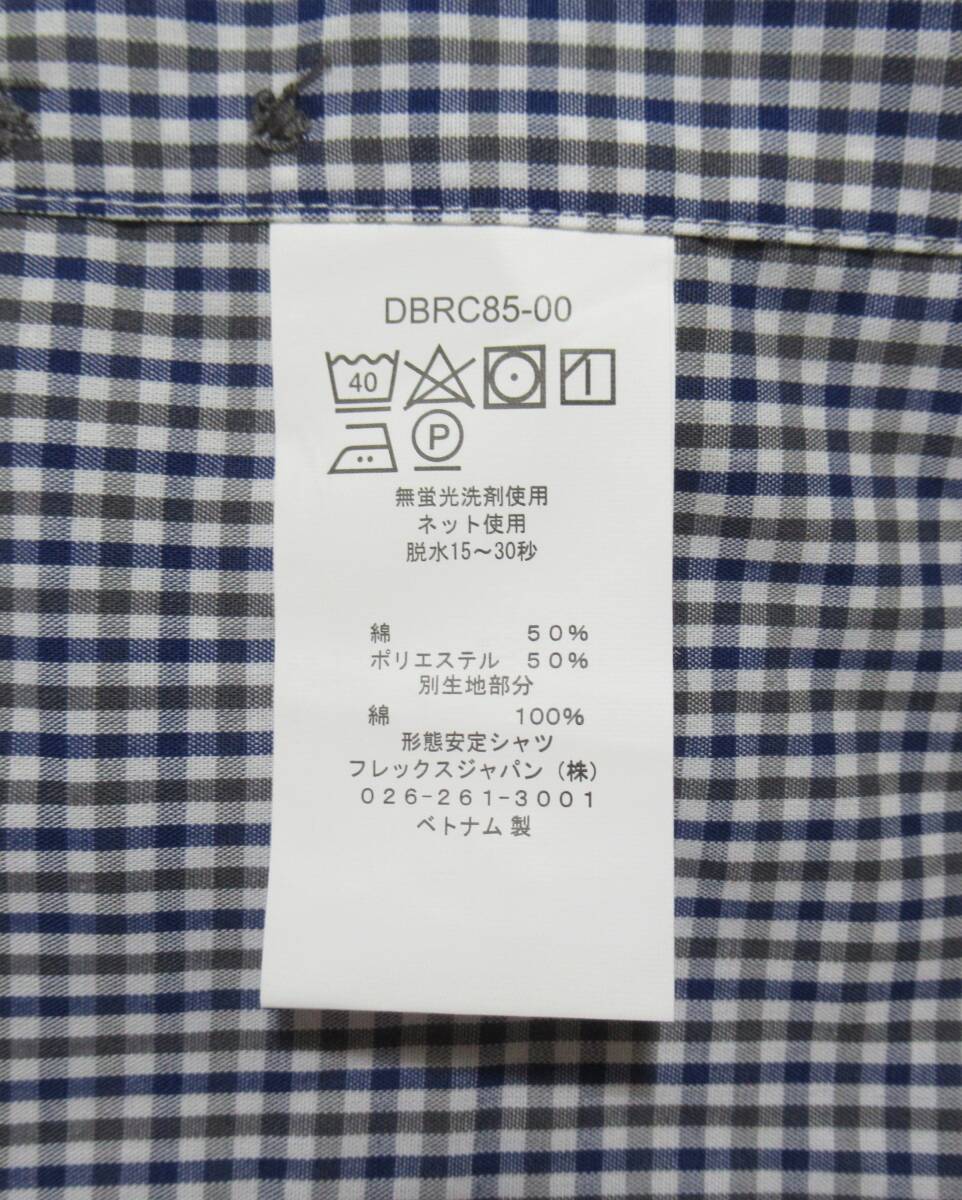 DBRC85-00
40
P
無蛍光洗剤使用
ネット使用
脱水15～30秒
綿 50%
ポリエステル 50%
別生地部分
綿 100%
形態安定シャツ
フレックスジャパン（株）
026-261-3001
ベトナム 製